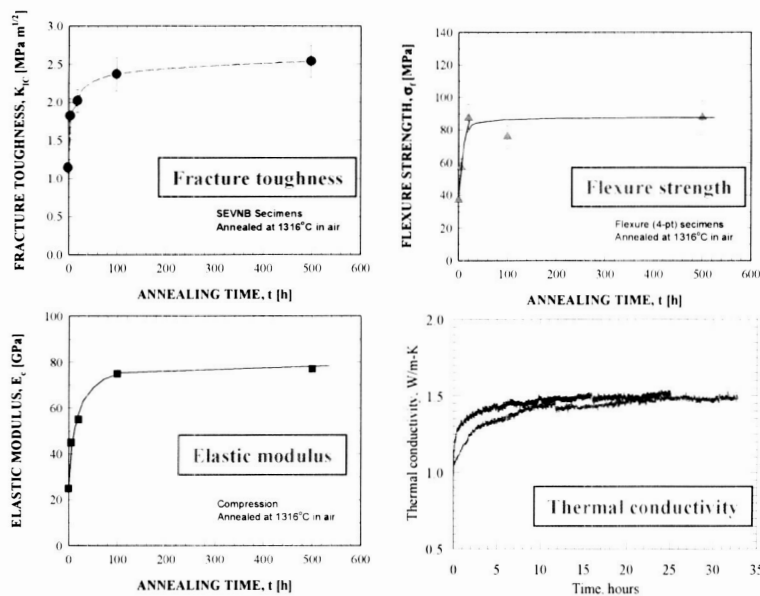 FRACTURE TOUGHNESS, K_IC [MPa m^1/2]
3.0
2.5
2.0
1.5
1.0
0.5
0.0
Fracture toughness
SEVNB Secimens
Annealed at 1316°C in air
0 100 200 300 400 500 600
ANNEALING TIME, t [h]
FLEXURE STRENGTH, σ_f [MPa]
140
120
100
80
60
40
20
0
Flexure strength
Flexure (4-pt) secimens
Annealed at 1316°C in air
0 100 200 300 400 500 600
ANNEALING TIME, t [h]
ELASTIC MODULUS, E_c [GPa]
100
80
60
40
20
0
Elastic modulus
Compression
Annealed at 1316°C in air
0 100 200 300 400 500 600
ANNEALING TIME, t [h]
Thermal conductivity, W/m-K
2.0
1.5
1.0
0.5
Thermal conductivity
0 5 10 15 20 25 30 35
Time, hours